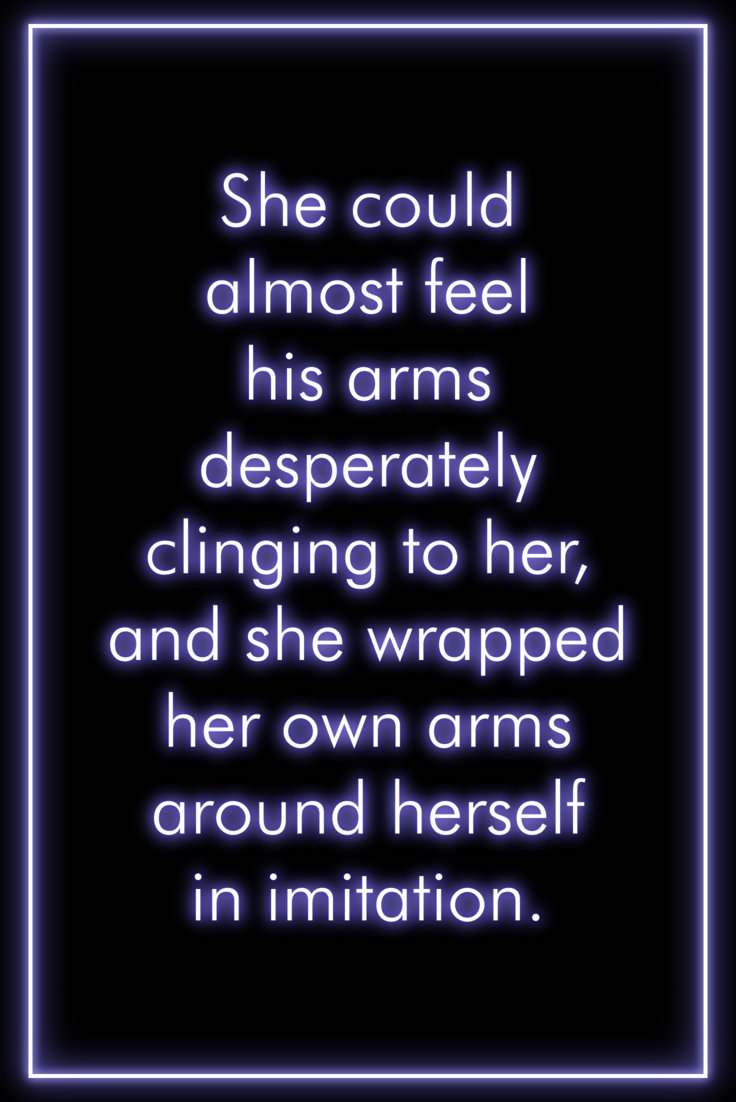 She could
almost feel
his arms
desperately
clinging to her,
and she wrapped
her own arms
around herself
in imitation.